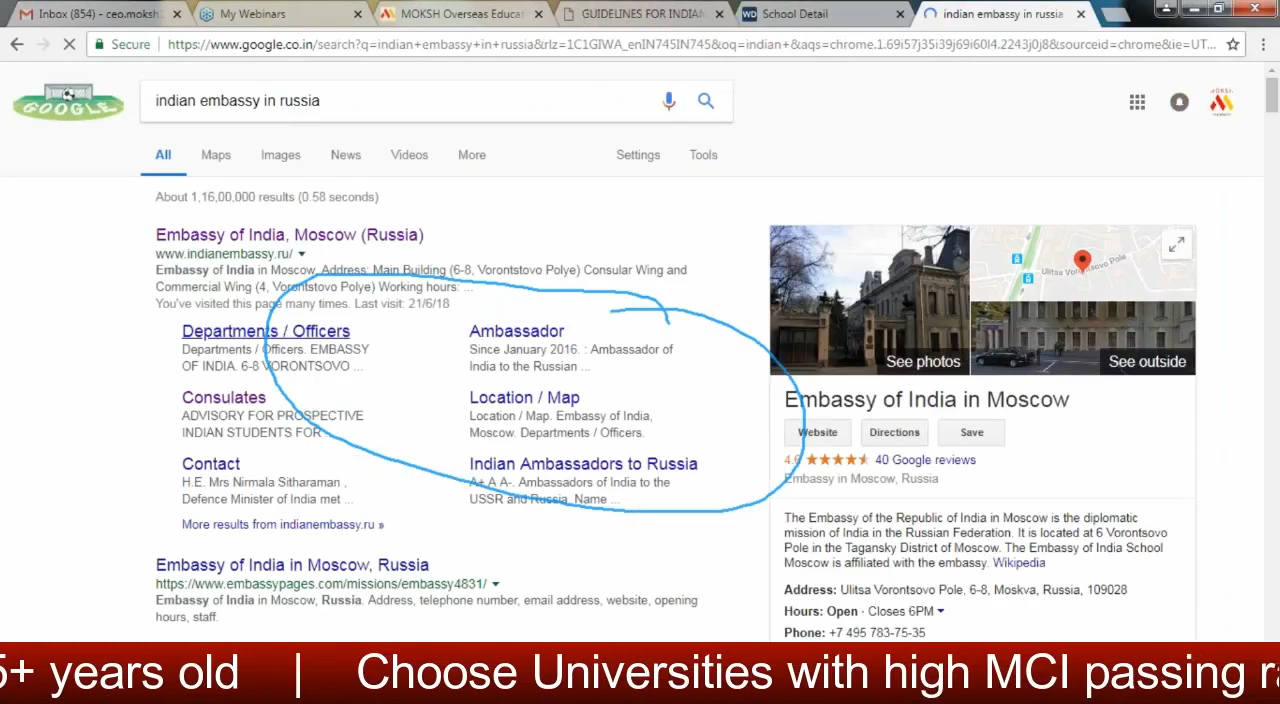 Inbox (854) - ceo.moksh
My Webinars
MOKSH Overseas Educat
GUIDELINES FOR INDIAN
WD School Detail
indian embassy in russia
Secure https://www.google.co.in/search?q=indian+embassy+in+russia&rlz=1C1GIWA_enIN745IN745&oq=indian+&aqs=chrome.1.69i57j35i39j69i60l4.2243j0j8&sourceid=chrome&ie=UT...
GOOGLE
indian embassy in russia
All Maps Images News Videos More Settings Tools
About 1,16,00,000 results (0.58 seconds)
Embassy of India, Moscow (Russia)
www.indianembassy.ru/
Embassy of India in Moscow, Address: Main Building (6-8, Vorontstovo Polye) Consular Wing and
Commercial Wing (4, Vorontstovo Polye) Working hours: ...
You've visited this page many times. Last visit: 21/6/18
Departments / Officers
Departments / Officers. EMBASSY
OF INDIA. 6-8 VORONTSOVO ...
Ambassador
Since January 2016. : Ambassador of
India to the Russian ...
Consulates
ADVISORY FOR PROSPECTIVE
INDIAN STUDENTS FOR ...
Location / Map
Location / Map. Embassy of India,
Moscow. Departments / Officers.
Contact
H.E. Mrs Nirmala Sitharaman ,
Defence Minister of India met ...
Indian Ambassadors to Russia
A+ A A-. Ambassadors of India to the
USSR and Russia. Name ...
More results from indianembassy.ru »
Embassy of India in Moscow, Russia
https://www.embassypages.com/missions/embassy4831/
Embassy of India in Moscow, Russia. Address, telephone number, email address, website, opening
hours, staff.
Ulitsa Vorontsovo Pole
See photos
See outside
Embassy of India in Moscow
Website Directions Save
4.6 40 Google reviews
Embassy in Moscow, Russia
The Embassy of the Republic of India in Moscow is the diplomatic
mission of India in the Russian Federation. It is located at 6 Vorontsovo
Pole in the Tagansky District of Moscow. The Embassy of India School
Moscow is affiliated with the embassy. Wikipedia
Address: Ulitsa Vorontsovo Pole, 6-8, Moskva, Russia, 109028
Hours: Open · Closes 6PM
Phone: +7 495 783-75-35
5+ years old | Choose Universities with high MCI passing ra